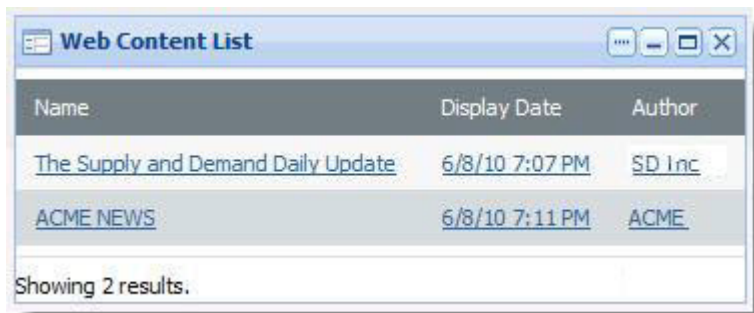 Web Content List
Name Display Date Author
The Supply and Demand Daily Update 6/8/10 7:07 PM SD Inc
ACME NEWS 6/8/10 7:11 PM ACME
Showing 2 results.